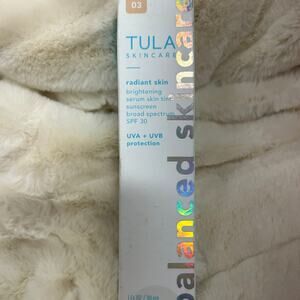 03
TULA
SKINCARE
radiant skin
brightening
serum skin tint
sunscreen
broad spectrum
SPF 30
UVA + UVB
protection
balanced skincare